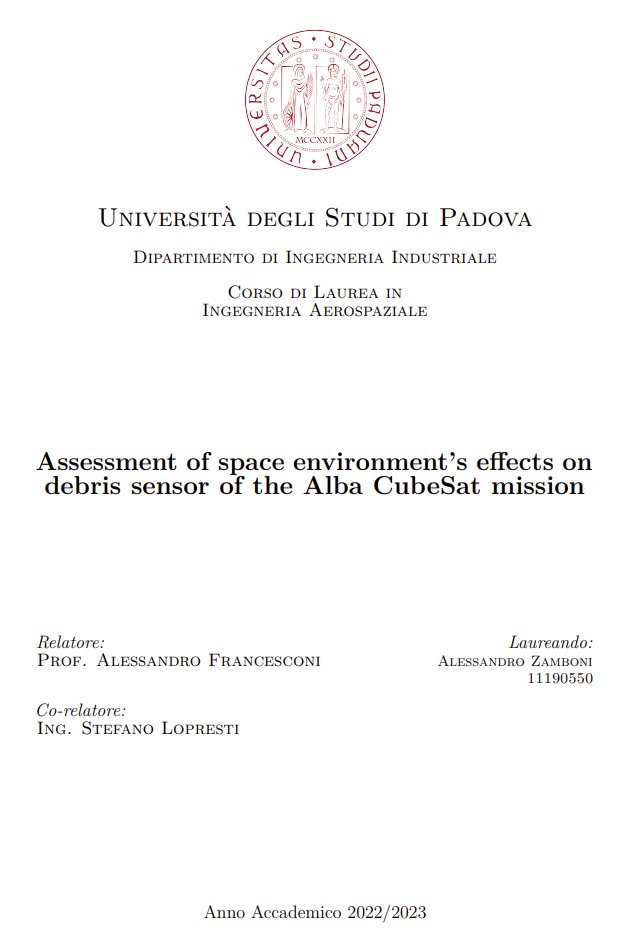 UNIVERSITAS STUDII PADUANI
MCCXXII
Università degli Studi di Padova
Dipartimento di Ingegneria Industriale
Corso di Laurea in
Ingegneria Aerospaziale
Assessment of space environment's effects on
debris sensor of the Alba CubeSat mission
Relatore:
Prof. Alessandro Francesconi
Laureando:
Alessandro Zamboni
11190550
Co-relatore:
Ing. Stefano Lopresti
Anno Accademico 2022/2023